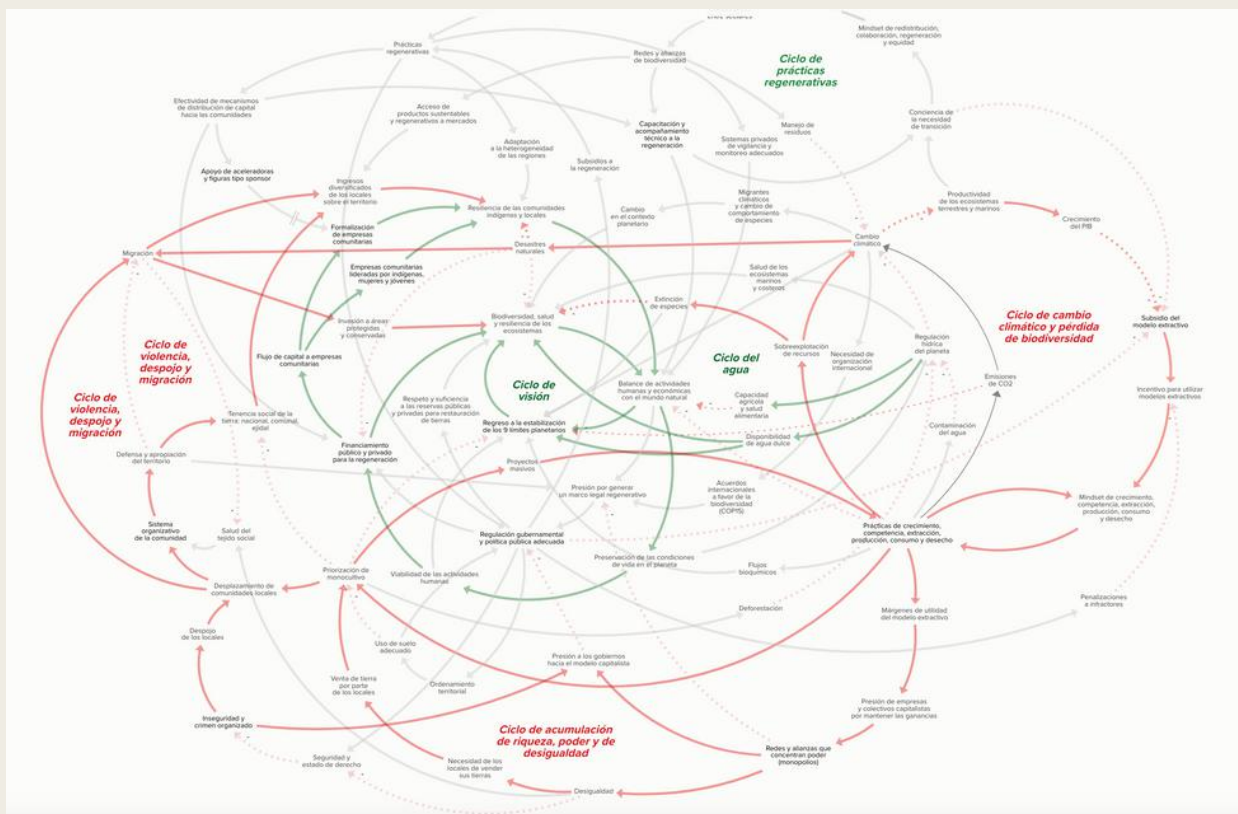 Mindset de redistribución,
colaboración, regeneración
y equidad
Prácticas
regenerativas
Redes y alianzas
de biodiversidad
Ciclo de
prácticas
regenerativas
Efectividad de mecanismos
de distribución de capital
hacia las comunidades
Acceso de
productos sustentables
y regenerativos a mercados
Capacitación y
acompañamiento
técnico a la
regeneración
Manejo de
residuos
Conciencia de
la necesidad
de transición
Adaptación
a la heterogeneidad
de las regiones
Sistemas privados
de vigilancia y
monitoreo adecuados
Subsidios a
la regeneración
Apoyo de aceleradoras
y figuras tipo sponsor
Ingresos
diversificados
de los locales
sobre el territorio
Resiliencia de las comunidades
indígenas y locales
Cambio
en el contexto
planetario
Migrantes
climáticos
y cambio de
comportamiento
de especies
Productividad
de los ecosistemas
terrestres y marinos
Crecimiento
del PIB
Formalización
de empresas
comunitarias
Desastres
naturales
Cambio
climático
Migración
Empresas comunitarias
lideradas por indígenas,
mujeres y jóvenes
Salud de los
ecosistemas
marinos
y costeros
Extinción
de especies
Invasión a áreas
protegidas
y conservadas
Biodiversidad, salud
y resiliencia de los
ecosistemas
Ciclo de cambio
climático y pérdida
de biodiversidad
Subsidio del
modelo extractivo
Ciclo de
violencia,
despojo y
migración
Flujo de capital a empresas
comunitarias
Sobreexplotación
de recursos
Necesidad de
organización
internacional
Regulación
hídrica
del planeta
Ciclo del
agua
Emisiones
de CO2
Ciclo de
visión
Balance de actividades
humanas y económicas
con el mundo natural
Incentivo para utilizar
modelos extractivos
Ciclo de
violencia,
despojo y
migración
Respeto y suficiencia
a las reservas públicas
y privadas para restauración
de tierras
Capacidad
agrícola
y salud
alimentaria
Tenencia social de la
tierra: nacional, comunal,
ejidal
Regreso a la estabilización
de los 9 límites planetarios
Contaminación
del agua
Disponibilidad
de agua dulce
Financiamiento
público y privado
para la regeneración
Defensa y apropiación
del territorio
Proyectos
masivos
Presión por generar
un marco legal regenerativo
Acuerdos
internacionales
a favor de la
biodiversidad
(COP15)
Mindset de crecimiento,
competencia, extracción,
producción, consumo
y desecho
Sistema
organizativo
de la comunidad
Salud del
tejido social
Regulación gubernamental
y política pública adecuada
Prácticas de crecimiento,
competencia, extracción,
producción, consumo y desecho
Preservación de las condiciones
de vida en el planeta
Flujos
bioquímicos
Priorización de
monocultivo
Viabilidad de las actividades
humanas
Desplazamiento de
comunidades locales
Deforestación
Penalizaciones
a infractores
Márgenes de utilidad
del modelo extractivo
Despojo
de los locales
Uso de suelo
adecuado
Presión a los gobiernos
hacia el modelo capitalista
Venta de tierra
por parte
de los locales
Ordenamiento
territorial
Presión de empresas
y colectivos capitalistas
por mantener las ganancias
Inseguridad y
crimen organizado
Ciclo de acumulación
de riqueza, poder y de
desigualdad
Redes y alianzas que
concentran poder
(monopolios)
Seguridad y
estado de derecho
Necesidad de los
locales de vender
sus tierras
Desigualdad